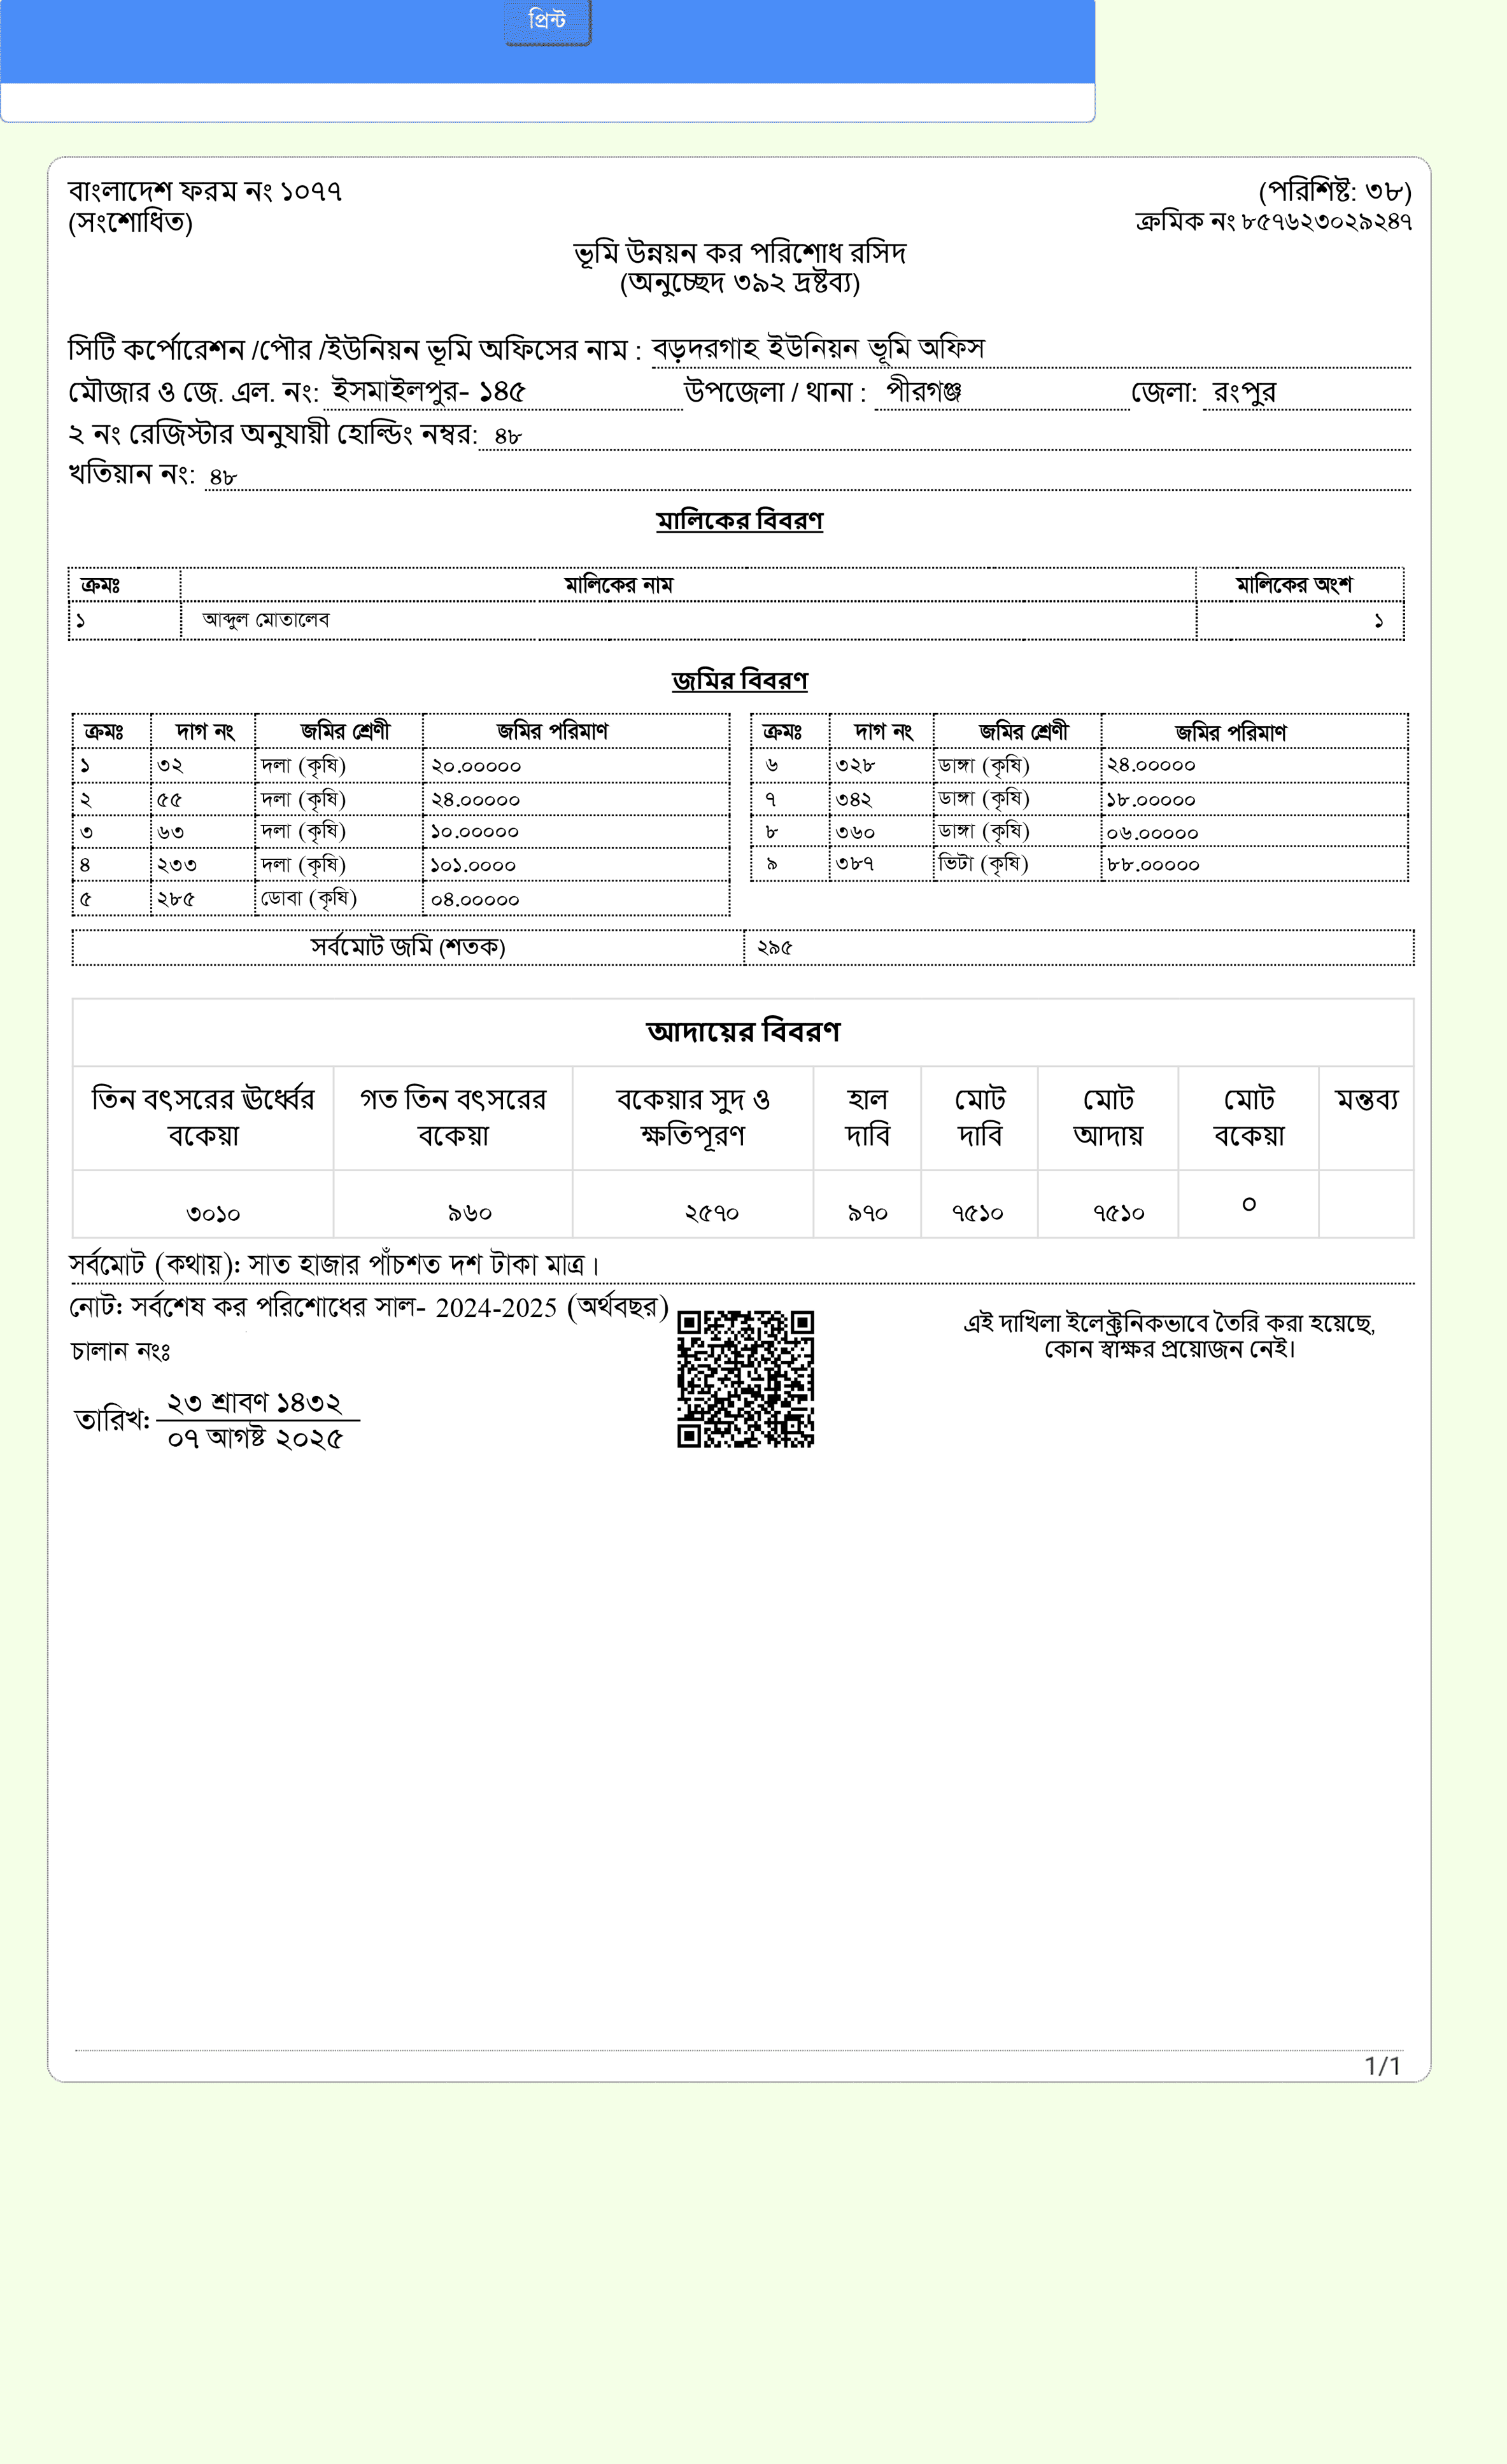 প্রিন্ট
বাংলাদেশ ফরম নং ১০৭৭
(সংশোধিত)
(পরিশিষ্ট: ৩৮)
ক্রমিক নং ৮৫৭৬২৩০২৯২৪৭
ভূমি উন্নয়ন কর পরিশোধ রসিদ
(অনুচ্ছেদ ৩৯২ দ্রষ্টব্য)
সিটি কর্পোরেশন /পৌর /ইউনিয়ন ভূমি অফিসের নাম : বড়দরগাহ ইউনিয়ন ভূমি অফিস
মৌজার ও জে. এল. নং: ইসমাইলপুর- ১৪৫ উপজেলা / থানা : পীরগঞ্জ জেলা: রংপুর
২ নং রেজিস্টার অনুযায়ী হোল্ডিং নম্বর: ৪৮
খতিয়ান নং: ৪৮
মালিকের বিবরণ
ক্রমঃ মালিকের নাম মালিকের অংশ
১ আব্দুল মোতালেব ১
জমির বিবরণ
ক্রমঃ দাগ নং জমির শ্রেণী জমির পরিমাণ
১ ৩২ দলা (কৃষি) ২০.০০০০০
২ ৫৫ দলা (কৃষি) ২৪.০০০০০
৩ ৬৩ দলা (কৃষি) ১০.০০০০০
৪ ২৩৩ দলা (কৃষি) ১০১.০০০০
৫ ২৮৫ ডোবা (কৃষি) ০৪.০০০০০
ক্রমঃ দাগ নং জমির শ্রেণী জমির পরিমাণ
৬ ৩২৮ ডাঙ্গা (কৃষি) ২৪.০০০০০
৭ ৩৪২ ডাঙ্গা (কৃষি) ১৮.০০০০০
৮ ৩৬০ ডাঙ্গা (কৃষি) ০৬.০০০০০
৯ ৩৮৭ ভিটা (কৃষি) ৮৮.০০০০০
সর্বমোট জমি (শতক) ২৯৫
আদায়ের বিবরণ
তিন বৎসরের ঊর্ধ্বের বকেয়া গত তিন বৎসরের বকেয়া বকেয়ার সুদ ও ক্ষতিপূরণ হাল দাবি মোট দাবি মোট আদায় মোট বকেয়া মন্তব্য
৩০১০ ৯৬০ ২৫৭০ ৯৭০ ৭৫১০ ৭৫১০ ০
সর্বমোট (কথায়): সাত হাজার পাঁচশত দশ টাকা মাত্র।
নোট: সর্বশেষ কর পরিশোধের সাল- 2024-2025 (অর্থবছর)
চালান নংঃ
তারিখ: ২৩ শ্রাবণ ১৪৩২
০৭ আগষ্ট ২০২৫
এই দাখিলা ইলেক্ট্রনিকভাবে তৈরি করা হয়েছে,
কোন স্বাক্ষর প্রয়োজন নেই।
1/1